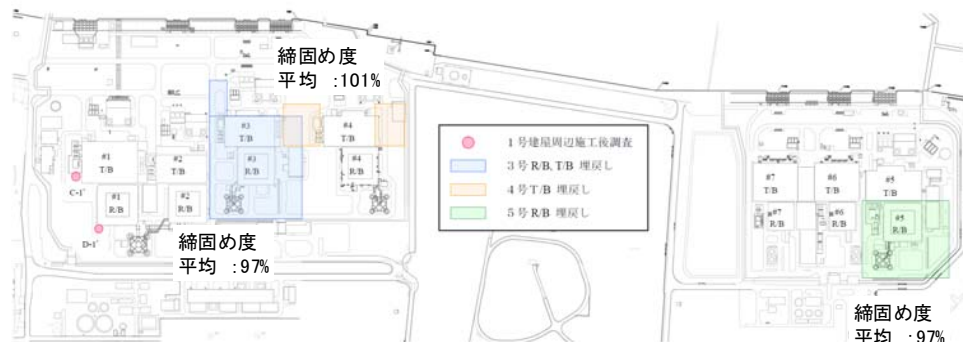 締固め度
平均 :101%
#3
T/B
#4
T/B
#1
T/B
#2
T/B
#3
R/B
#4
R/B
C-1'
#1
R/B
#2
R/B
D-1'
締固め度
平均 :97%
1号建屋周辺施工後調査
3号 R/B, T/B 埋戻し
4号 T/B 埋戻し
5号 R/B 埋戻し
#7
T/B
#6
T/B
#5
T/B
#7
R/B
#6
R/B
#5
R/B
締固め度
平均 :97%